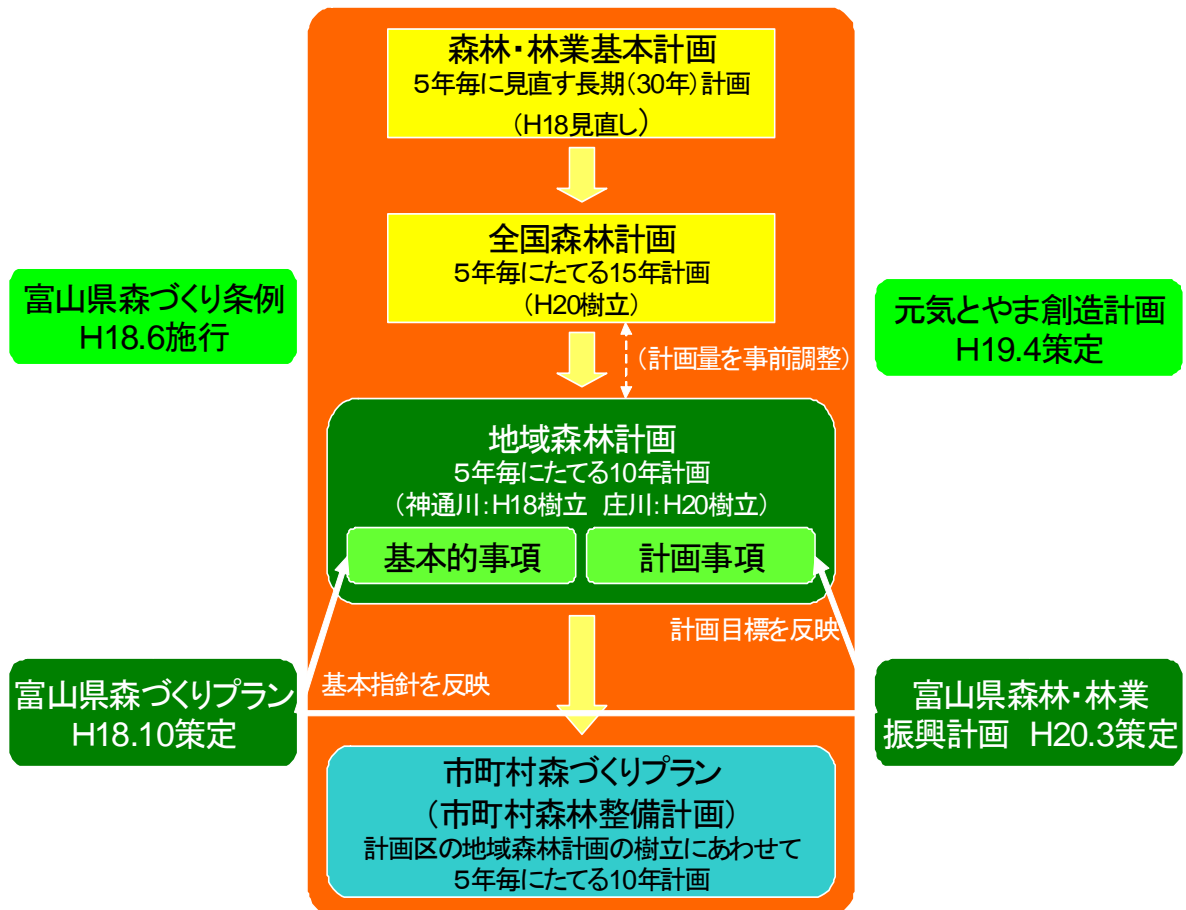 森林・林業基本計画
5年毎に見直す長期(30年)計画
(H18見直し)
全国森林計画
5年毎にたてる15年計画
(H20樹立)
富山県森づくり条例
H18.6施行
元気とやま創造計画
H19.4策定
(計画量を事前調整)
地域森林計画
5年毎にたてる10年計画
(神通川:H18樹立 庄川:H20樹立)
基本的事項
計画事項
計画目標を反映
基本指針を反映
富山県森づくりプラン
H18.10策定
富山県森林・林業
振興計画 H20.3策定
市町村森づくりプラン
(市町村森林整備計画)
計画区の地域森林計画の樹立にあわせて
5年毎にたてる10年計画